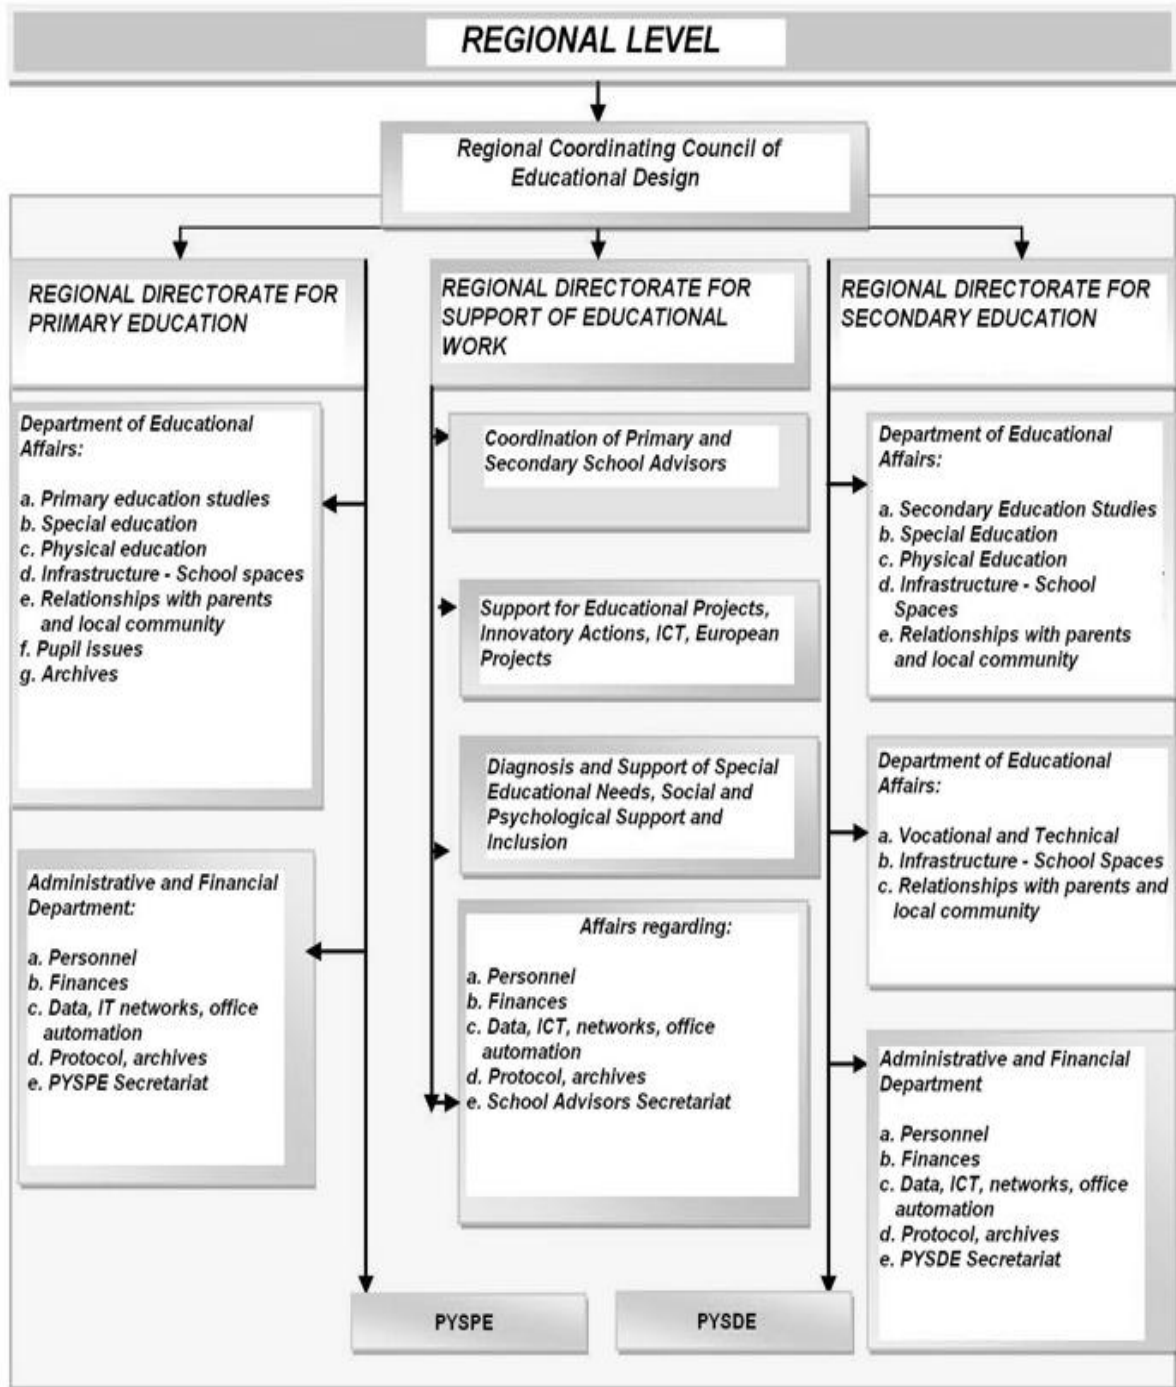 REGIONAL LEVEL
Regional Coordinating Council of
Educational Design
REGIONAL DIRECTORATE FOR
PRIMARY EDUCATION
REGIONAL DIRECTORATE FOR
SUPPORT OF EDUCATIONAL
WORK
REGIONAL DIRECTORATE FOR
SECONDARY EDUCATION
Department of Educational
Affairs:
a. Primary education studies
b. Special education
c. Physical education
d. Infrastructure - School spaces
e. Relationships with parents
and local community
f. Pupil issues
g. Archives
Administrative and Financial
Department:
a. Personnel
b. Finances
c. Data, IT networks, office
automation
d. Protocol, archives
e. PYSPE Secretariat
Coordination of Primary and
Secondary School Advisors
Support for Educational Projects,
Innovatory Actions, ICT, European
Projects
Diagnosis and Support of Special
Educational Needs, Social and
Psychological Support and
Inclusion
Affairs regarding:
a. Personnel
b. Finances
c. Data, ICT, networks, office
automation
d. Protocol, archives
e. School Advisors Secretariat
Department of Educational
Affairs:
a. Secondary Education Studies
b. Special Education
c. Physical Education
d. Infrastructure - School
Spaces
e. Relationships with parents
and local community
Department of Educational
Affairs:
a. Vocational and Technical
b. Infrastructure - School Spaces
c. Relationships with parents and
local community
Administrative and Financial
Department
a. Personnel
b. Finances
c. Data, ICT, networks, office
automation
d. Protocol, archives
e. PYSDE Secretariat
PYSPE
PYSDE